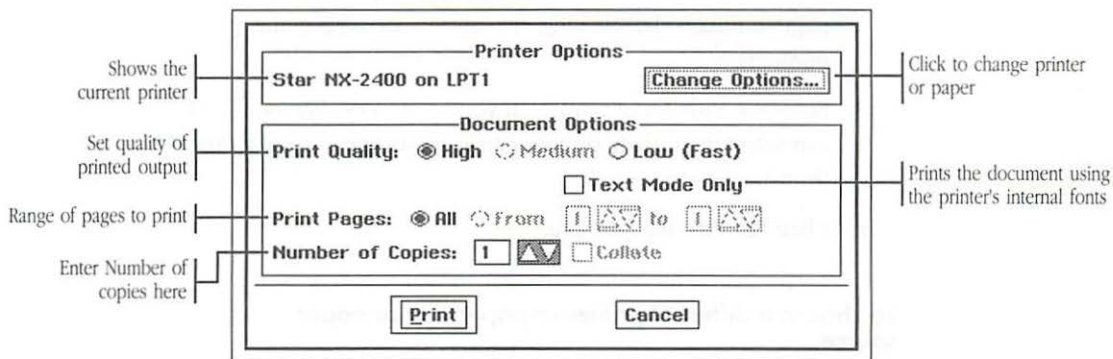 Printer Options
Shows the
current printer
Star NX-2400 on LPT1
Change Options...
Click to change printer
or paper
Document Options
Set quality of
printed output
Print Quality: High Medium Low (Fast)
Text Mode Only
Prints the document using
the printer's internal fonts
Range of pages to print
Print Pages: All From 1 to 1
Number of Copies: 1 Collate
Enter Number of
copies here
Print
Cancel